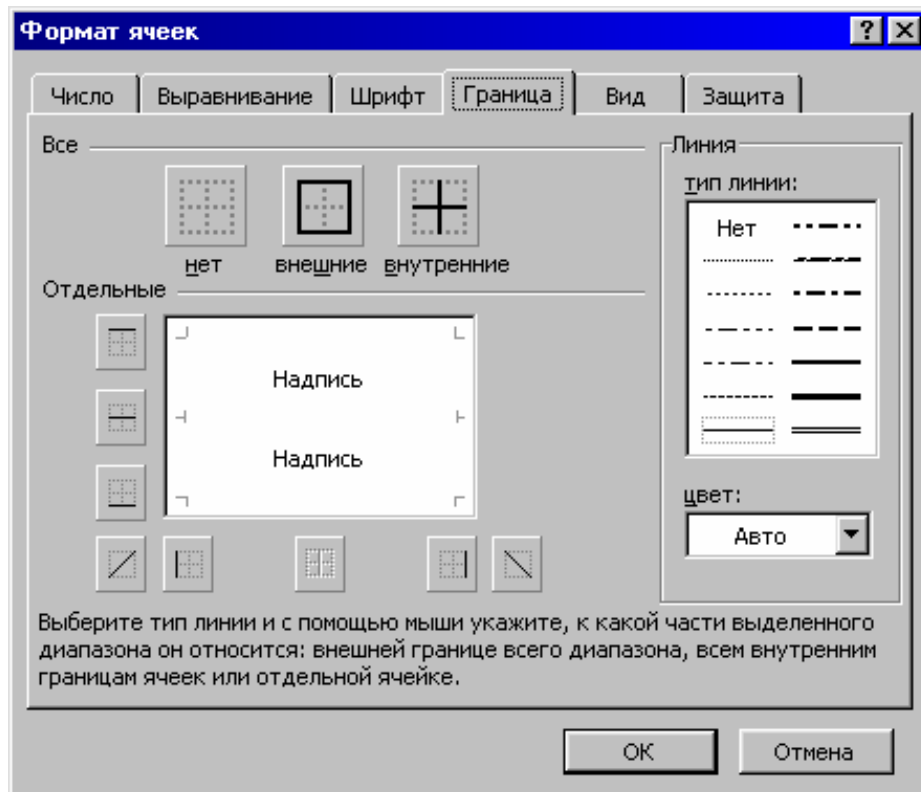 Формат ячеек
Число Выравнивание Шрифт Граница Вид Защита
Все
нет внешние внутренние
Отдельные
Надпись
Надпись
Линия
тип линии:
Нет
цвет:
Авто
Выберите тип линии и с помощью мыши укажите, к какой части выделенного
диапазона он относится: внешней границе всего диапазона, всем внутренним
границам ячеек или отдельной ячейке.
ОК Отмена